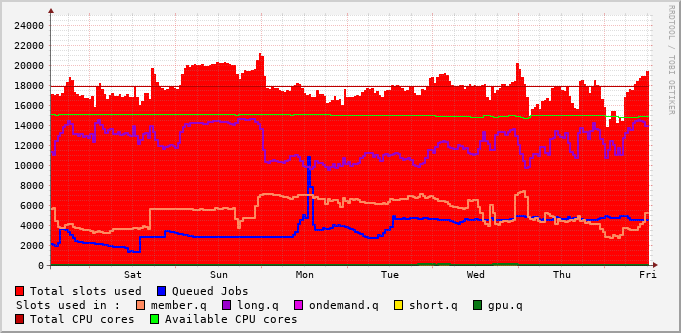 RRDTOOL / TOBI OETIKER
24000
22000
20000
18000
16000
14000
12000
10000
8000
6000
4000
2000
0
Sat Sun Mon Tue Wed Thu Fri
Total slots used Queued Jobs
Slots used in : member.q long.q ondemand.q short.q gpu.q
Total CPU cores Available CPU cores